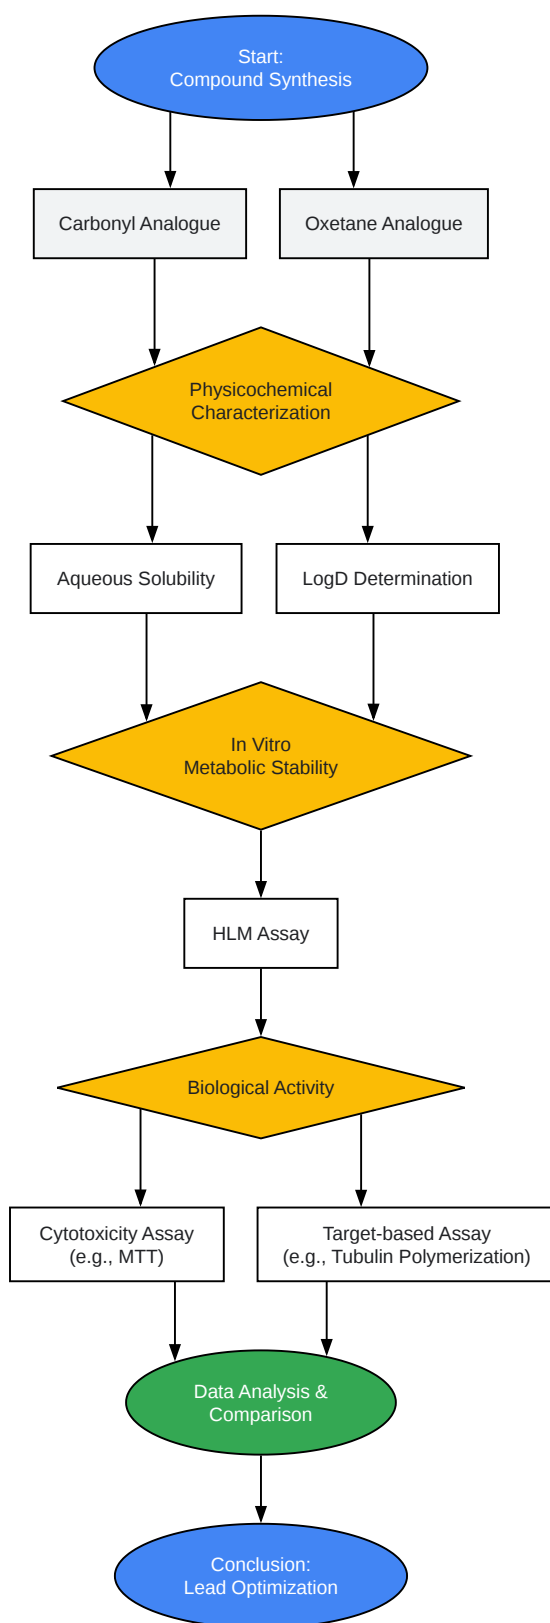 Start:
Compound Synthesis
Carbonyl Analogue
Oxetane Analogue
Physicochemical
Characterization
Aqueous Solubility
LogD Determination
In Vitro
Metabolic Stability
HLM Assay
Biological Activity
Cytotoxicity Assay
(e.g., MTT)
Target-based Assay
(e.g., Tubulin Polymerization)
Data Analysis &
Comparison
Conclusion:
Lead Optimization